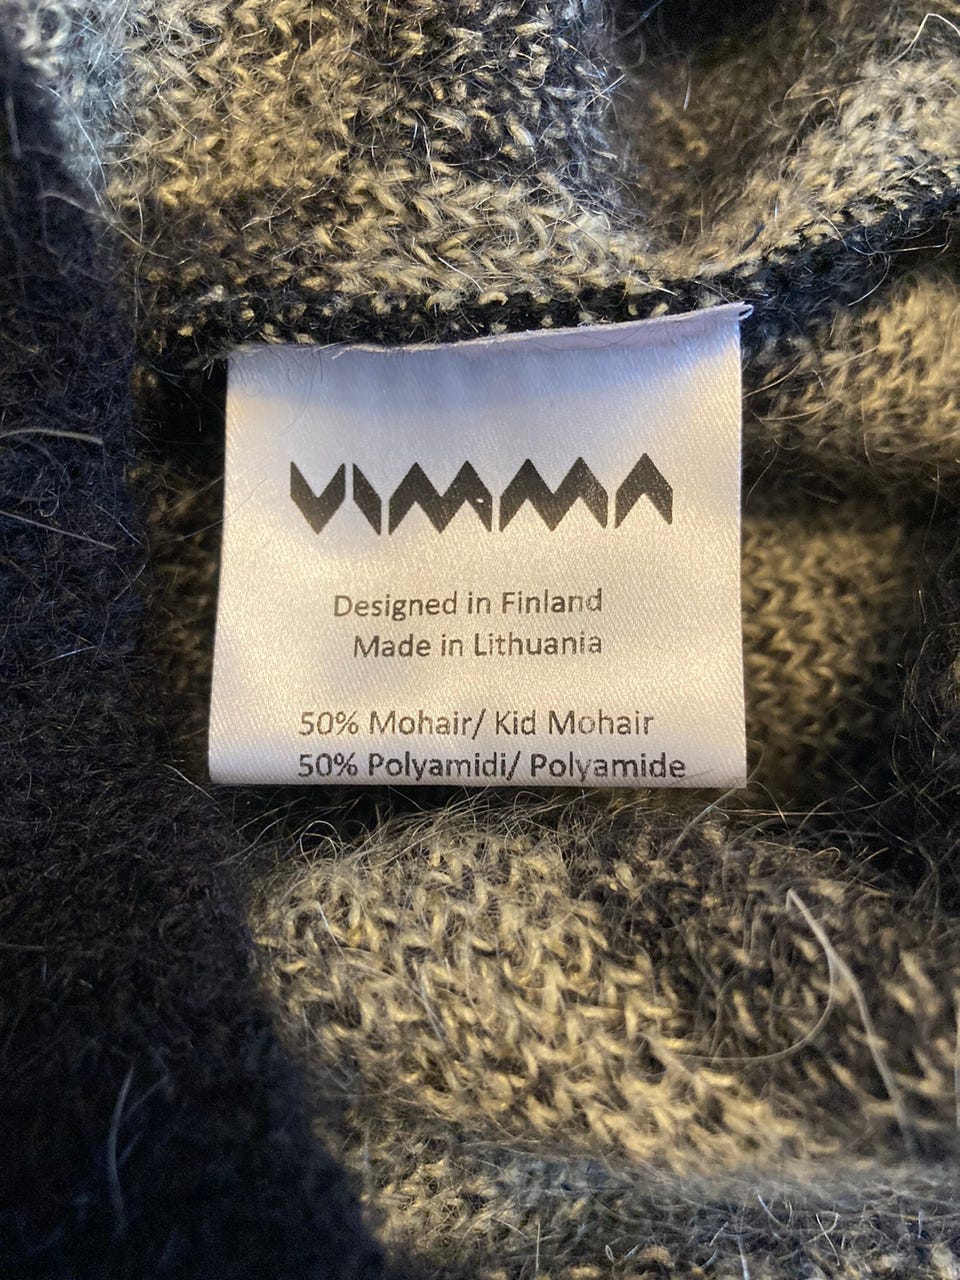 VIMMA
Designed in Finland
Made in Lithuania
50% Mohair/ Kid Mohair
50% Polyamidi/ Polyamide